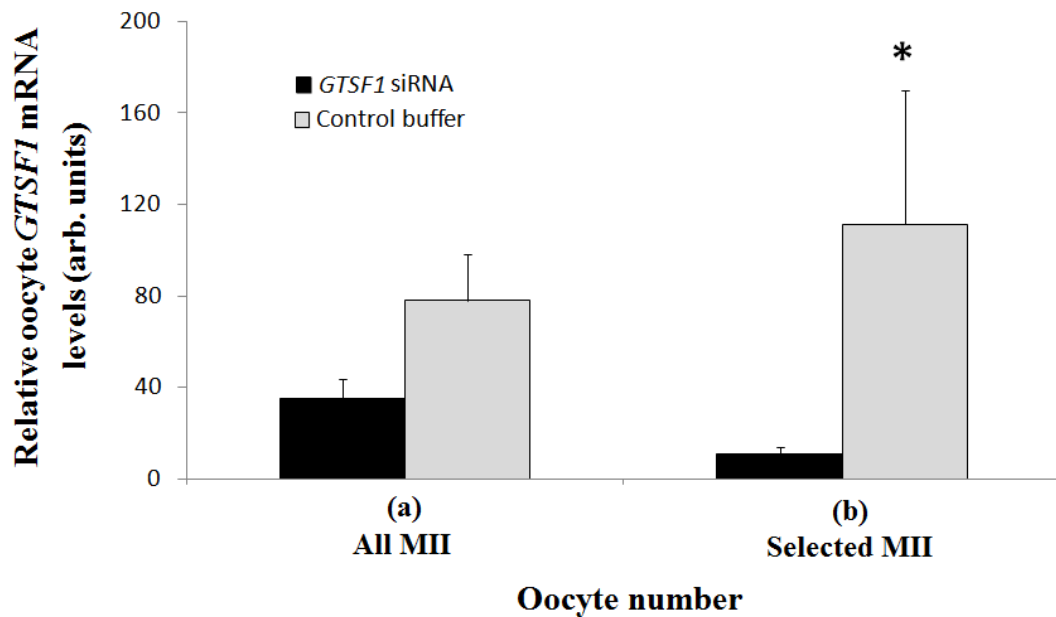 Relative oocyte GTSF1 mRNA
levels (arb. units)
200
160
120
80
40
0
GTSF1 siRNA
Control buffer
*
(a)
All MII
(b)
Selected MII
Oocyte number